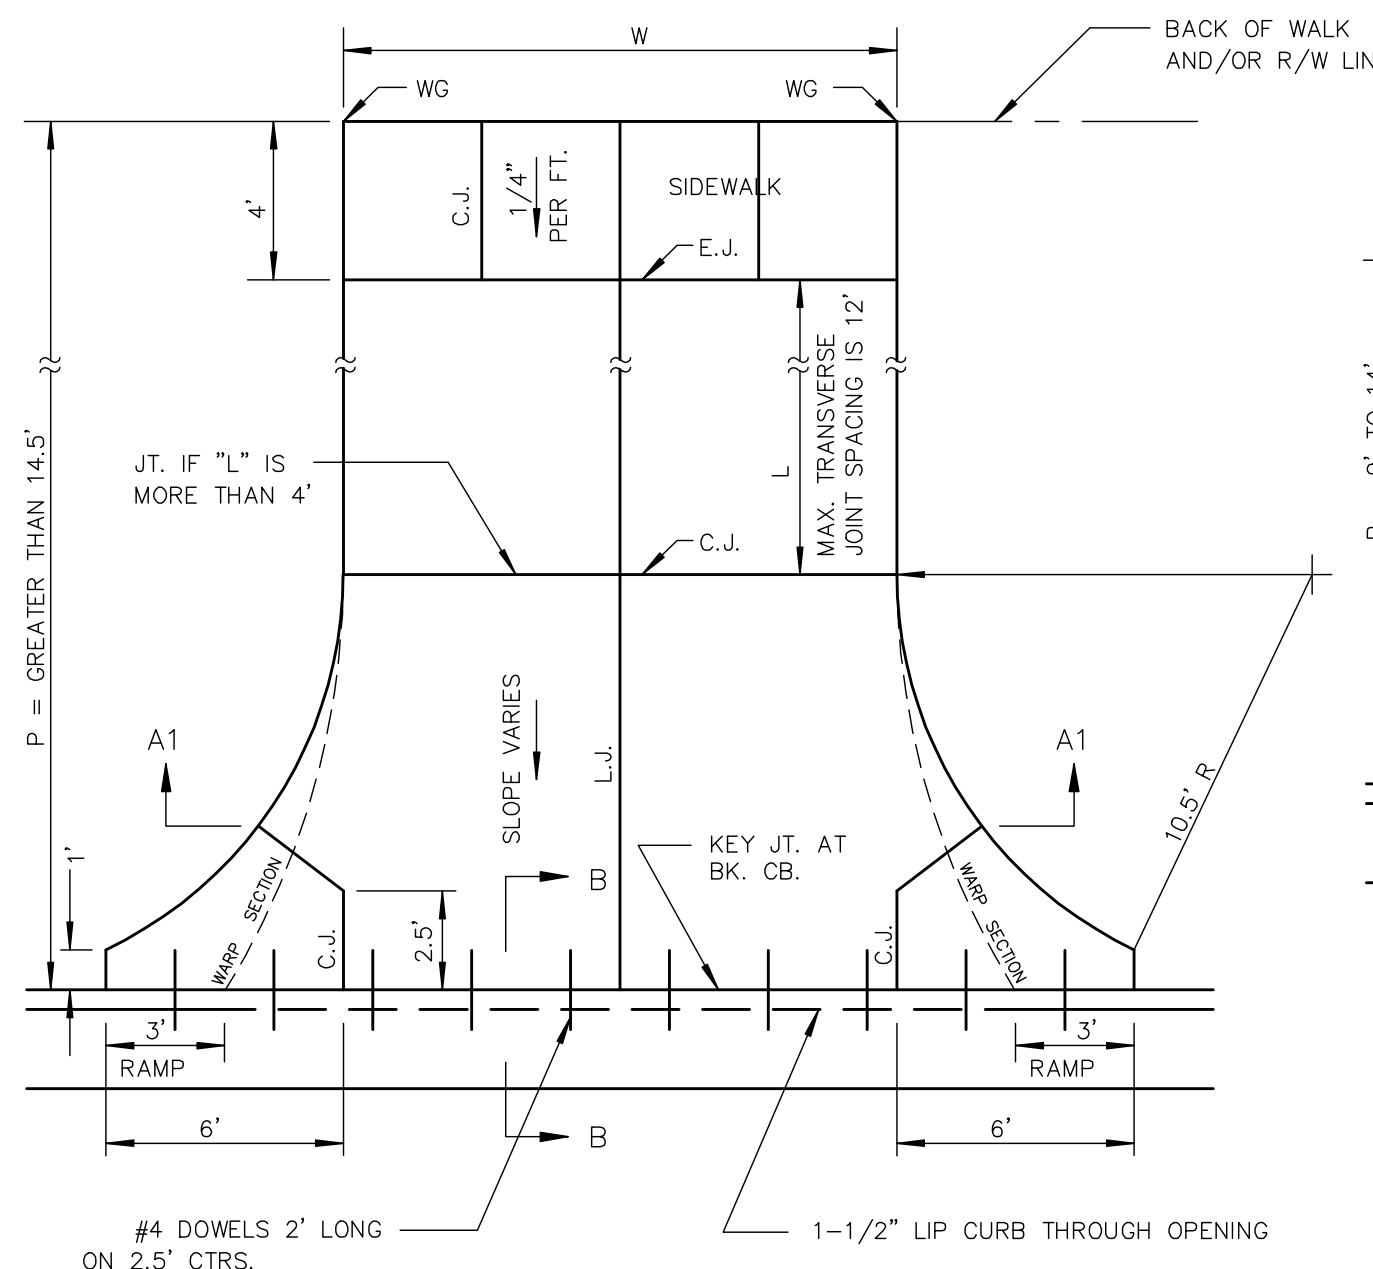 W
BACK OF WALK
AND/OR R/W LIN
WG
WG
4'
C.J.
1/4"
PER FT.
SIDEWALK
E.J.
P = GREATER THAN 14.5'
JT. IF "L" IS
MORE THAN 4'
L
MAX. TRANSVERSE
JOINT SPACING IS 12'
C.J.
A1
A1
SLOPE VARIES
L.J.
10.5' R
1'
KEY JT. AT
BK. CB.
B
WARP SECTION
C.J.
2.5'
C.J.
WARP SECTION
3'
RAMP
3'
RAMP
6'
B
6'
#4 DOWELS 2' LONG
ON 2.5' CTRS.
1-1/2" LIP CURB THROUGH OPENING